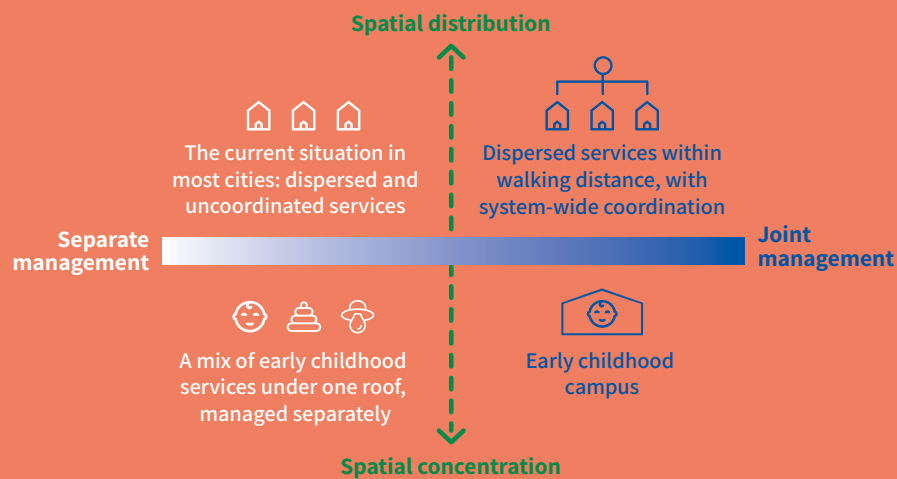 Spatial distribution
The current situation in
most cities: dispersed and
uncoordinated services
Dispersed services within
walking distance, with
system-wide coordination
Separate
management
Joint
management
A mix of early childhood
services under one roof,
managed separately
Early childhood
campus
Spatial concentration